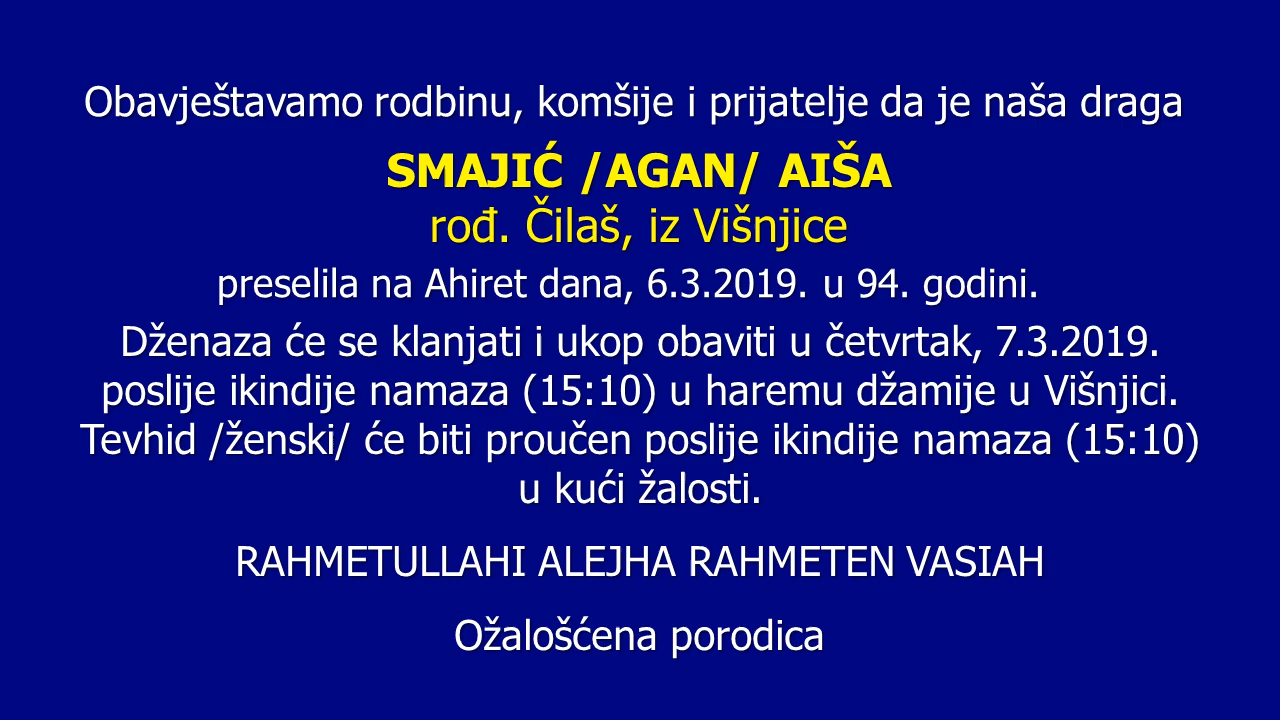 Obavještavamo rodbinu, komšije i prijatelje da je naša draga
SMAJIĆ /AGAN/ AIŠA
rođ. Čilaš, iz Višnjice
preselila na Ahiret dana, 6.3.2019. u 94. godini.
Dženaza će se klanjati i ukop obaviti u četvrtak, 7.3.2019.
poslije ikindije namaza (15:10) u haremu džamije u Višnjici.
Tevhid /ženski/ će biti proučen poslije ikindije namaza (15:10)
u kući žalosti.
RAHMETULLAHI ALEJHA RAHMETEN VASIAH
Ožalošćena porodica